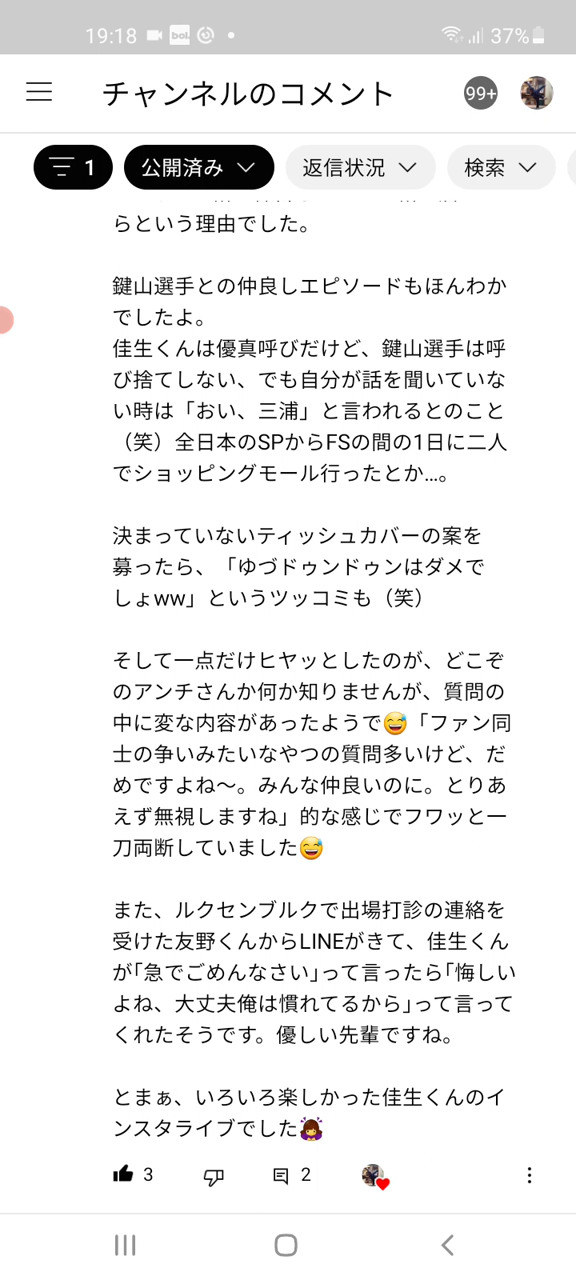 19:18
bol.
37%
チャンネルのコメント
99+
1
公開済み
返信状況
検索
らという理由でした。
鍵山選手との仲良しエピソードもほんわか
でしたよ。
佳生くんは優真呼びだけど、鍵山選手は呼
び捨てしない、でも自分が話を聞いていな
い時は「おい、三浦」と言われるとのこと
（笑）全日本のSPからFSの間の1日に二人
でショッピングモール行ったとか…。
決まっていないティッシュカバーの案を
募ったら、「ゆづドゥンドゥンはダメで
しょww」というツッコミも（笑）
そして一点だけヒヤッとしたのが、どこぞ
のアンチさんか何か知りませんが、質問の
中に変な内容があったようで😅「ファン同
士の争いみたいなやつの質問多いけど、だ
めですよね〜。みんな仲良いのに。とりあ
えず無視しますね」的な感じでフワッと一
刀両断していました😅
また、ルクセンブルクで出場打診の連絡を
受けた友野くんからLINEがきて、佳生くん
が｢急でごめんなさい｣って言ったら｢悔しい
よね、大丈夫俺は慣れてるから｣って言って
くれたそうです。優しい先輩ですね。
とまぁ、いろいろ楽しかった佳生くんのイ
ンスタライブでした🙇‍♀️
3
2